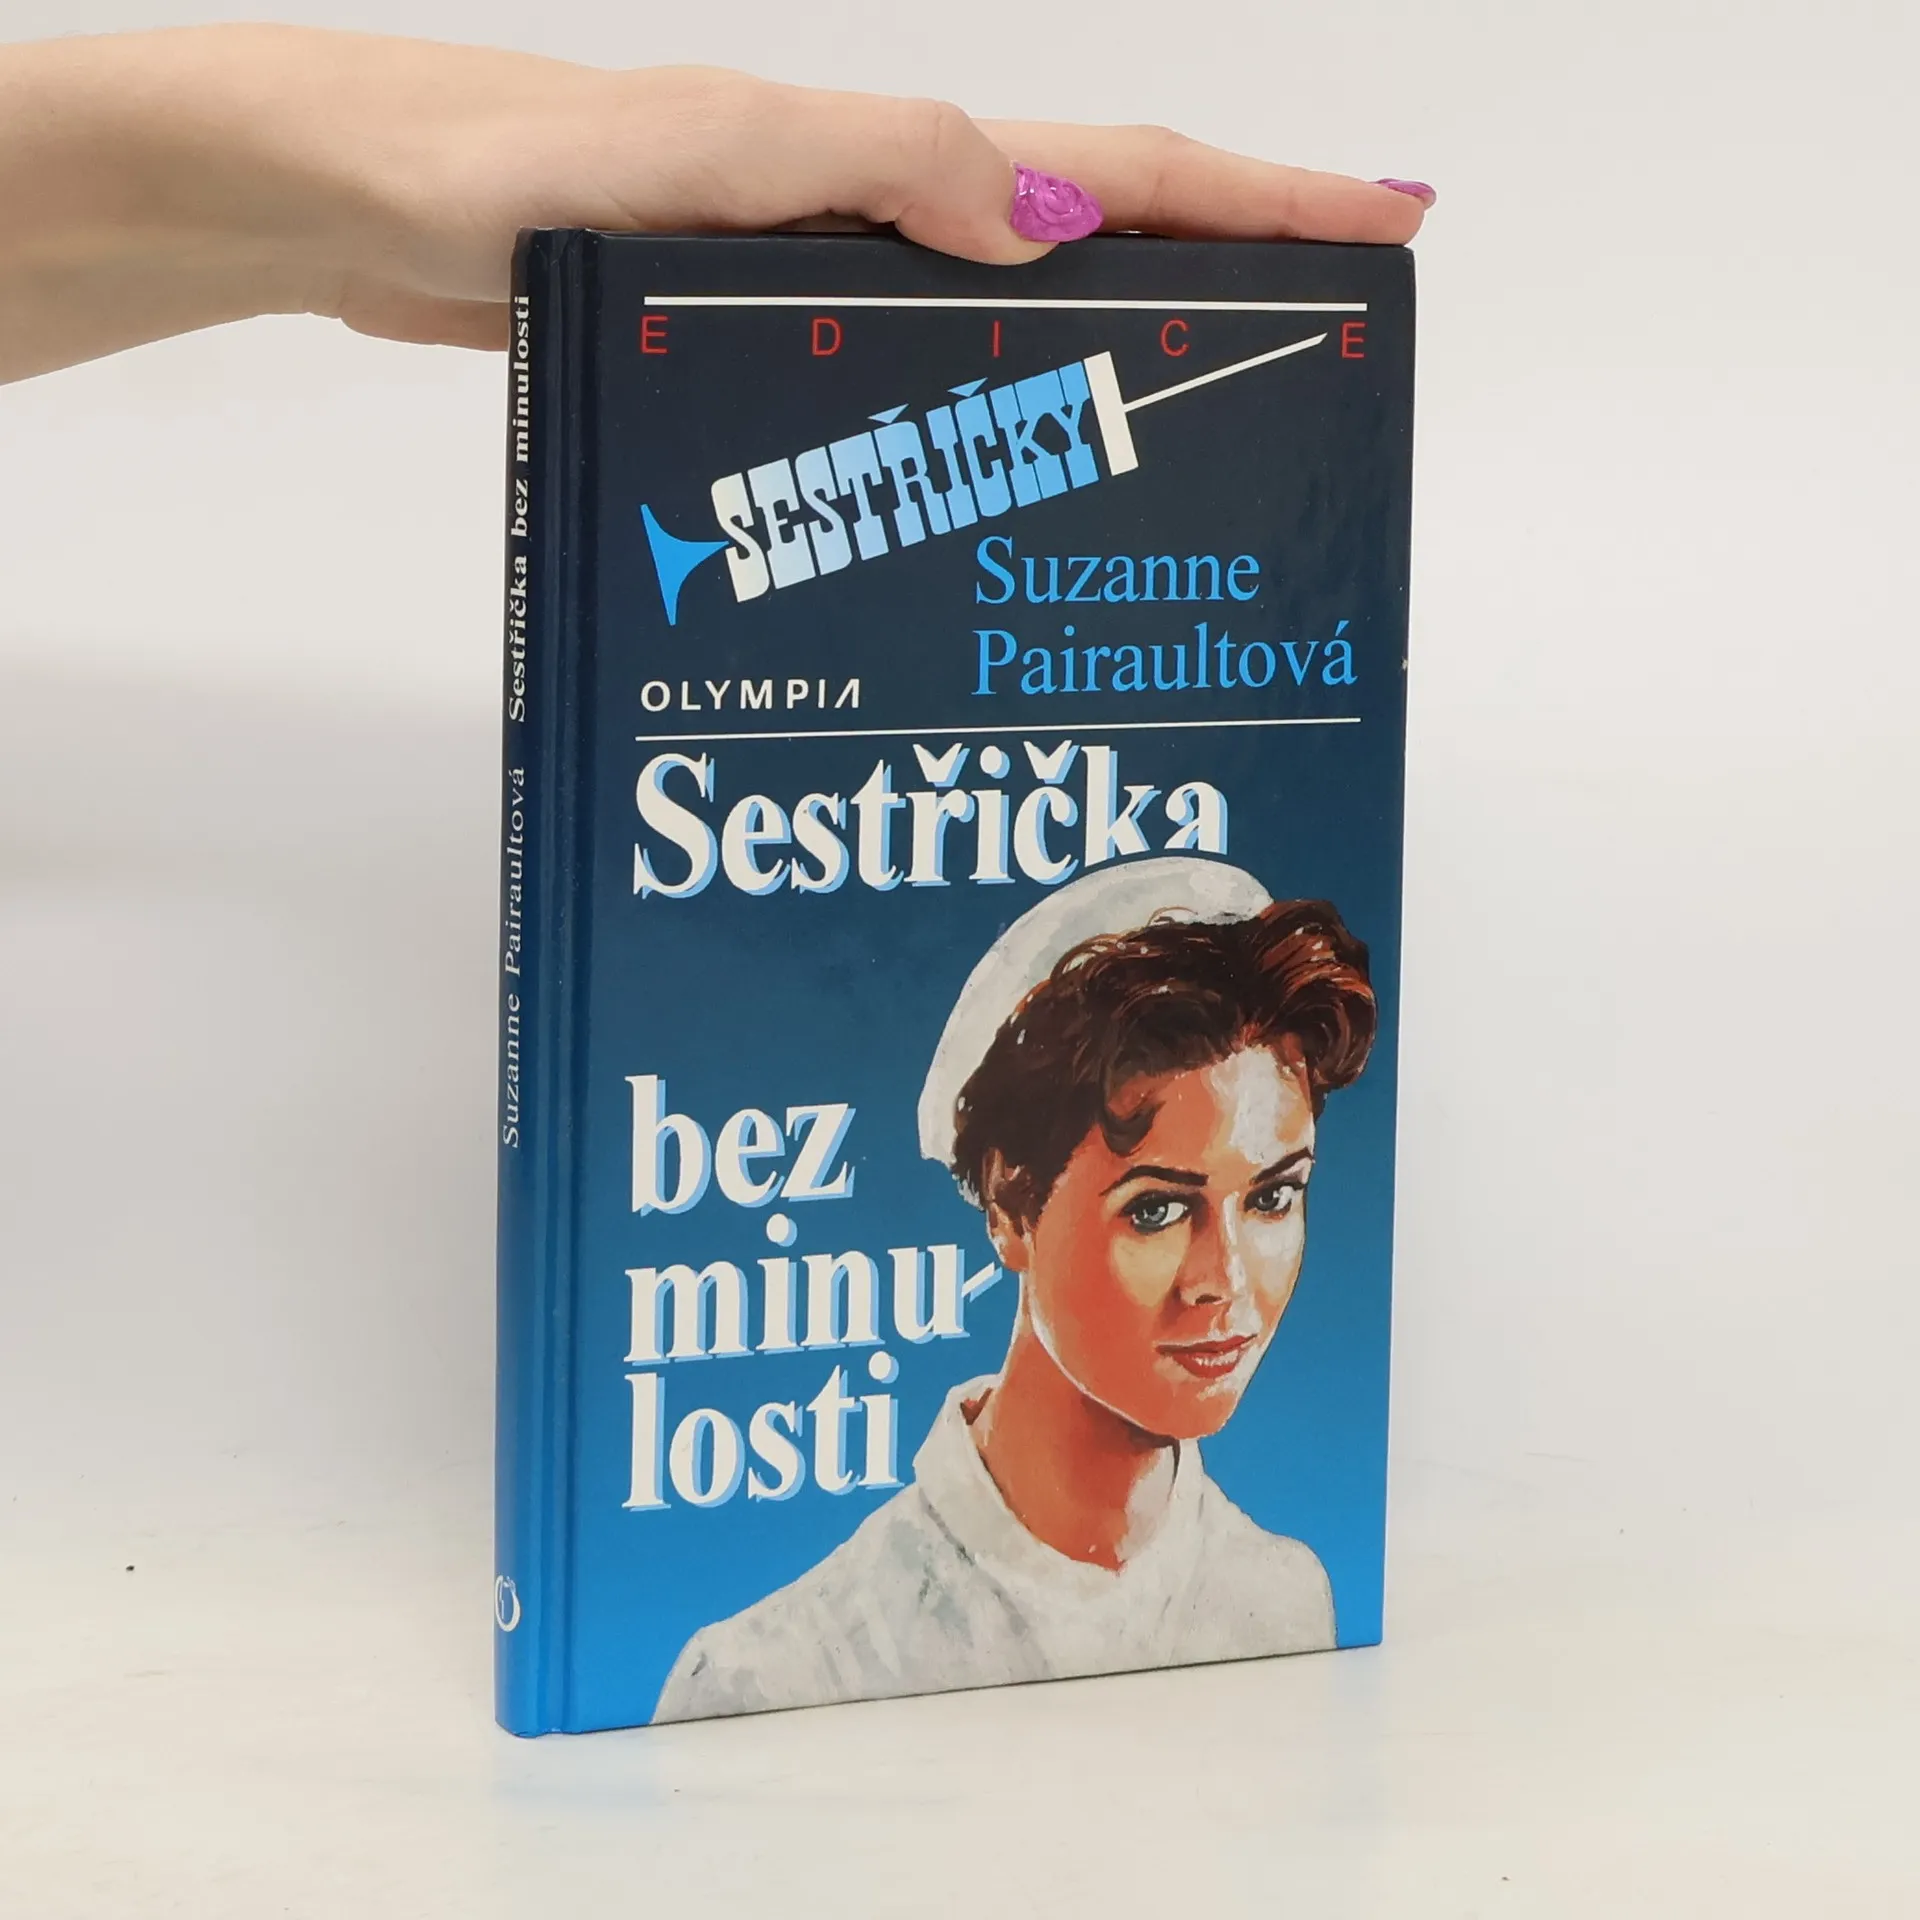 EDICE
SESTŘIČKY
Suzanne
Pairaultová
OLYMPIA
Sestřička
bez
minu-
losti
Suzanne Pairaultová Sestřička bez minulosti